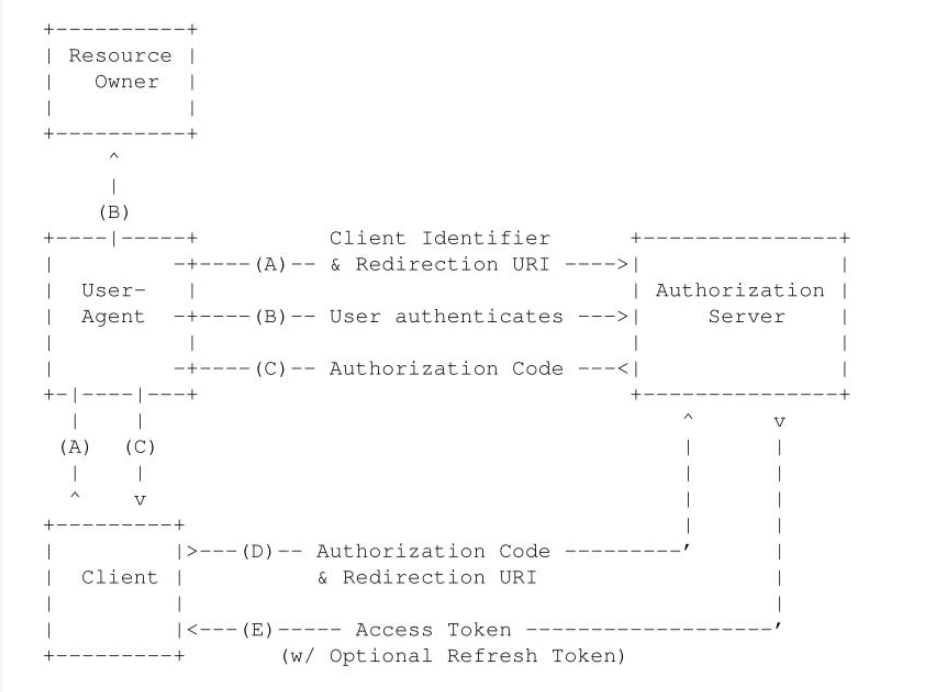 +----------+
| Resource |
|   Owner  |
|          |
+----------+
     ^
     |
    (B)
+----|-----+          Client Identifier      +---------------+
|         -+----(A)-- & Redirection URI ---->|               |
|  User-   |                                 | Authorization |
|  Agent  -+----(B)-- User authenticates --->|     Server    |
|          |                                 |               |
|         -+----(C)-- Authorization Code ---<|               |
+-|----|---+                                 +---------------+
  |    |                                         ^      v
 (A)  (C)                                        |      |
  |    |                                         |      |
  ^    v                                         |      |
+---------+                                      |      |
|         |>---(D)-- Authorization Code ---------'      |
|  Client |          & Redirection URI                  |
|         |                                             |
|         |<---(E)----- Access Token -------------------'
+---------+       (w/ Optional Refresh Token)